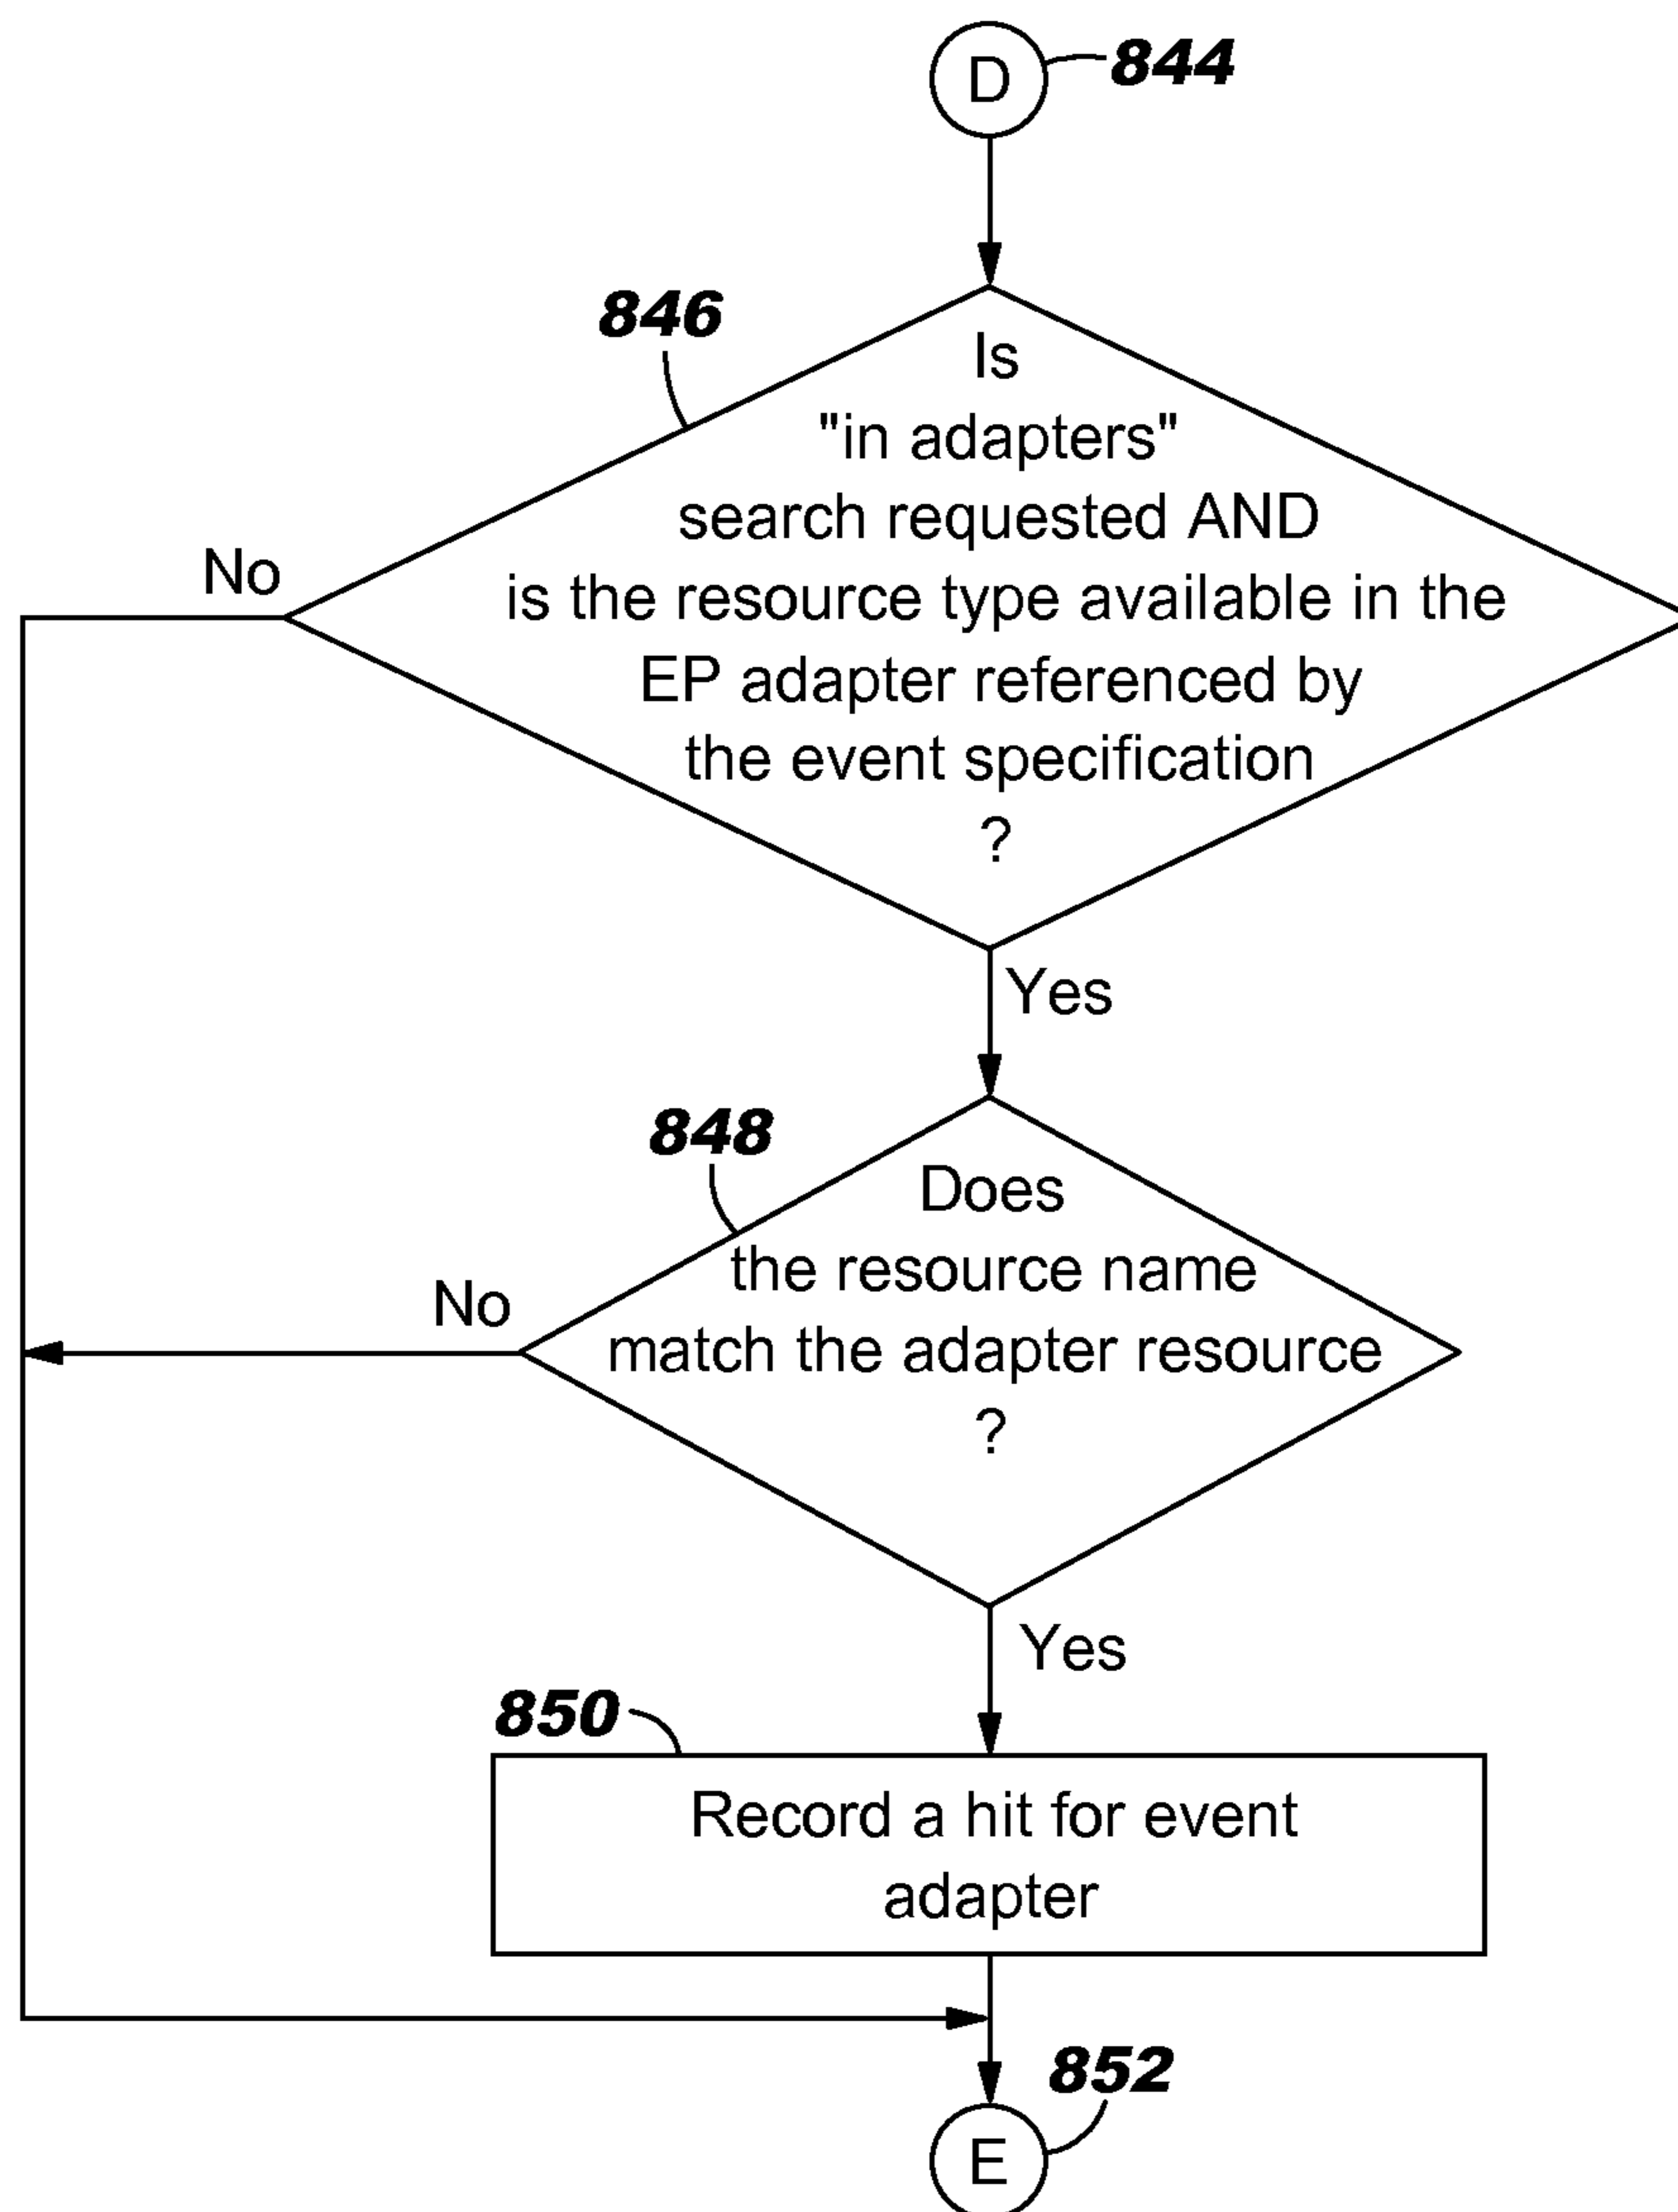 D
844
846
Is
"in adapters"
search requested AND
is the resource type available in the
EP adapter referenced by
the event specification
?
No
Yes
848
Does
the resource name
match the adapter resource
?
No
Yes
850
Record a hit for event
adapter
852
E